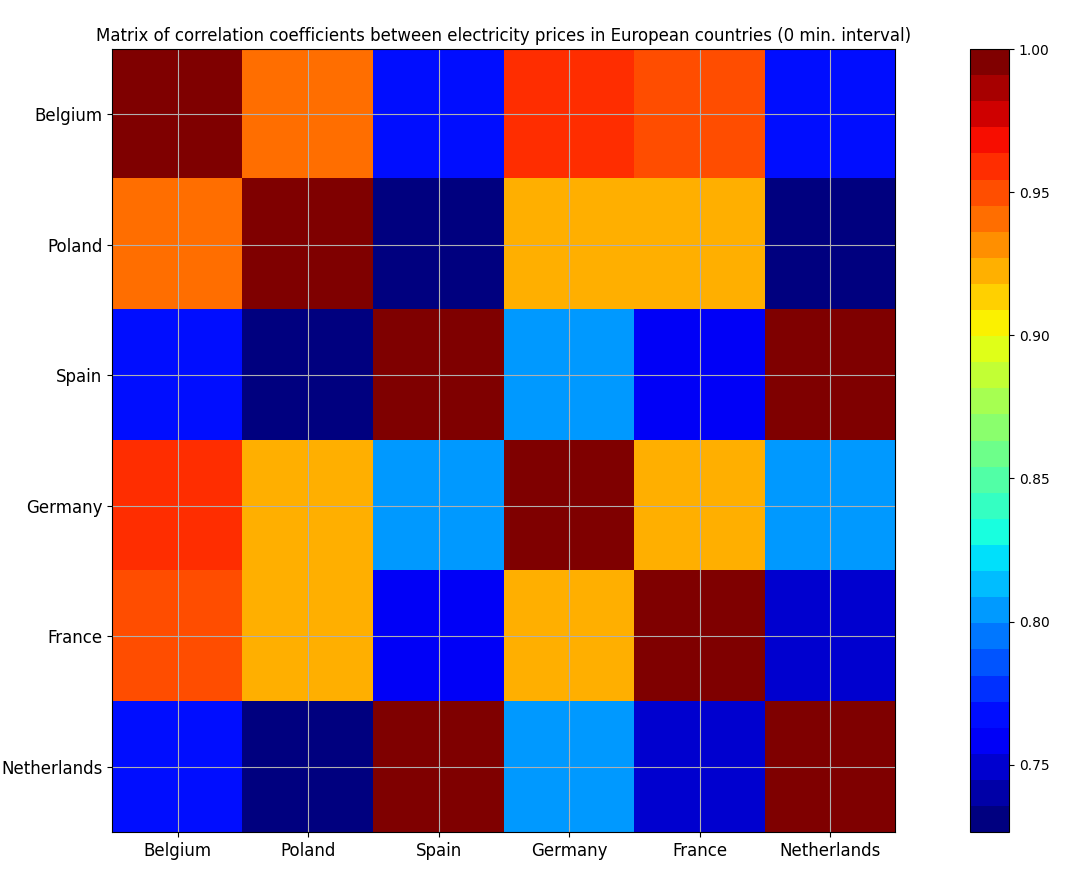 Matrix of correlation coefficients between electricity prices in European countries (0 min. interval)
1.00
Belgium
0.95
Poland
0.90
Spain
0.85
Germany
0.80
France
0.75
Netherlands
Belgium Poland Spain Germany France Netherlands